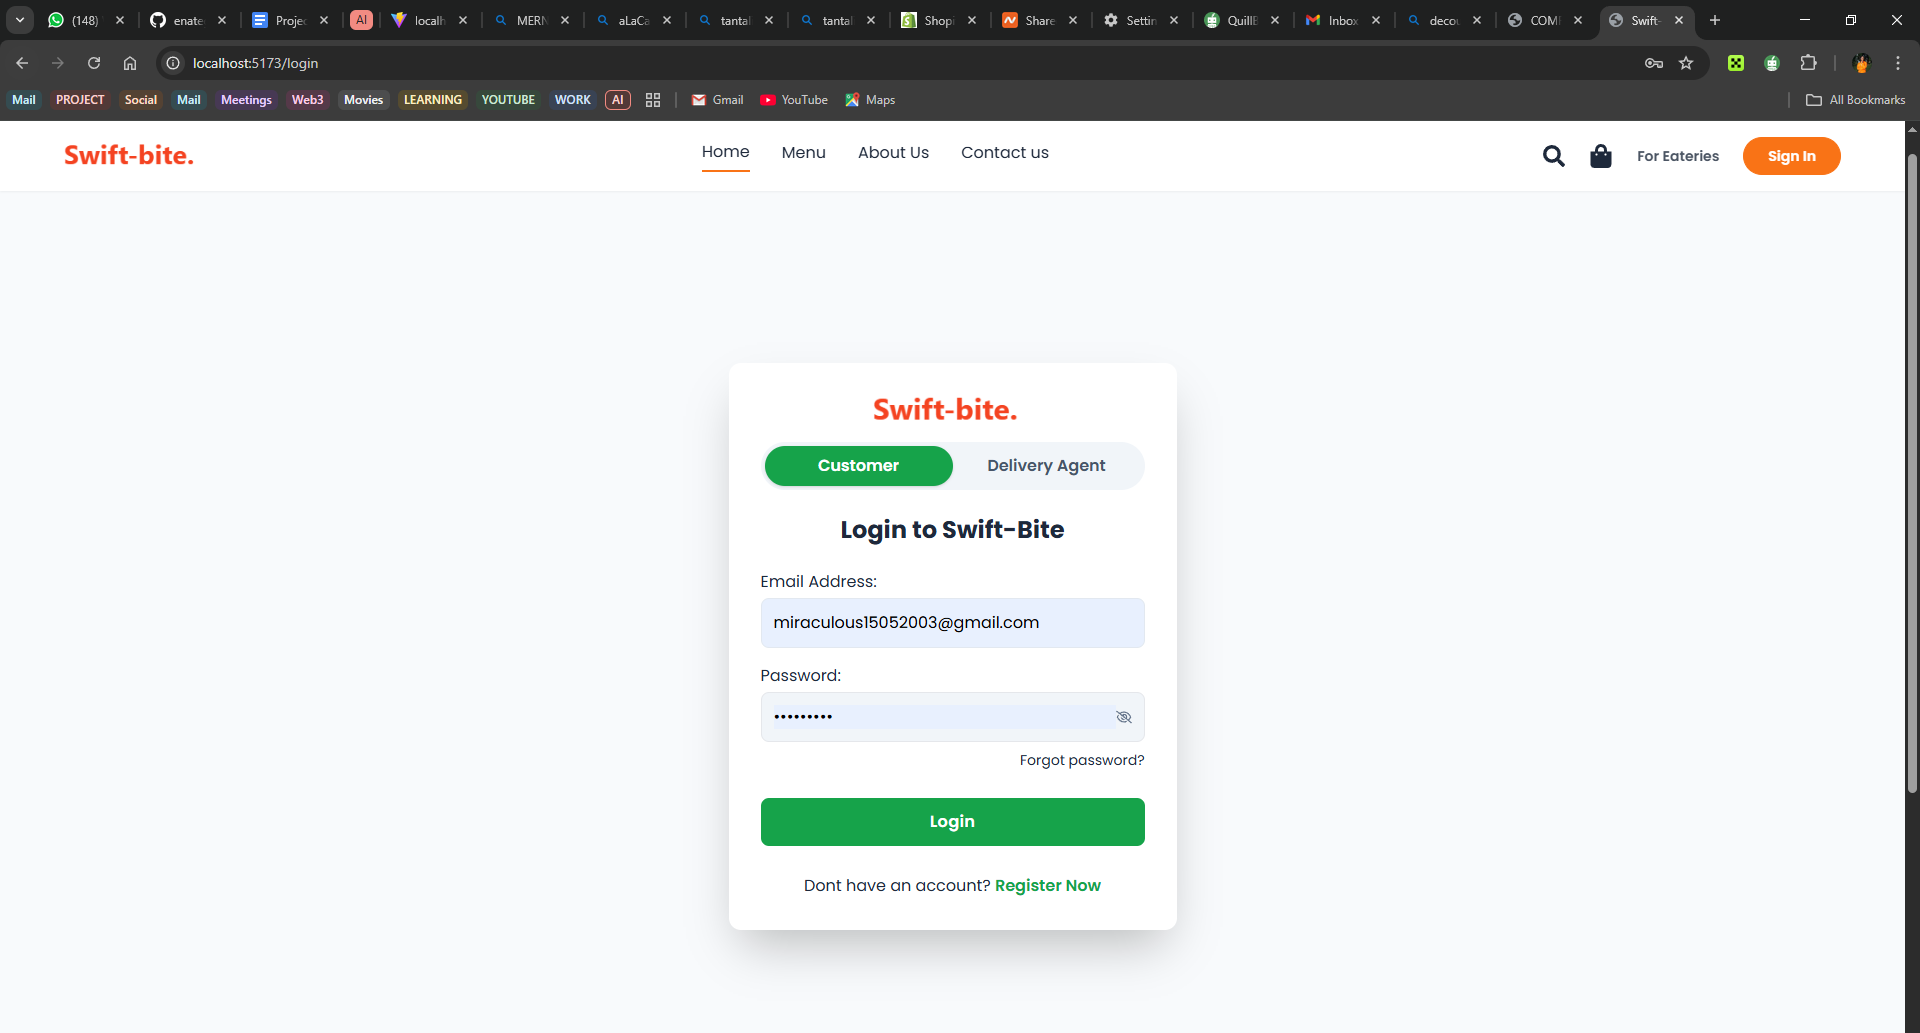 (148) enate Projec AI localh MERN aLaCa tantal tantal Shopi Share Settin QuillB Inbox decou COMP Swift-
localhost:5173/login
Mail PROJECT Social Mail Meetings Web3 Movies LEARNING YOUTUBE WORK AI Gmail YouTube Maps All Bookmarks
Swift-bite. Home Menu About Us Contact us For Eateries Sign In
Swift-bite.
Customer Delivery Agent
Login to Swift-Bite
Email Address:
miraculous15052003@gmail.com
Password:
•••••••••
Forgot password?
Login
Dont have an account? Register Now